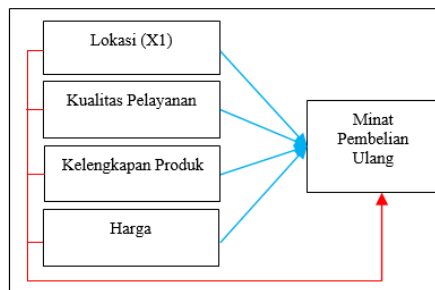 Lokasi (X1)
Kualitas Pelayanan
Kelengkapan Produk
Harga
Minat
Pembelian
Ulang